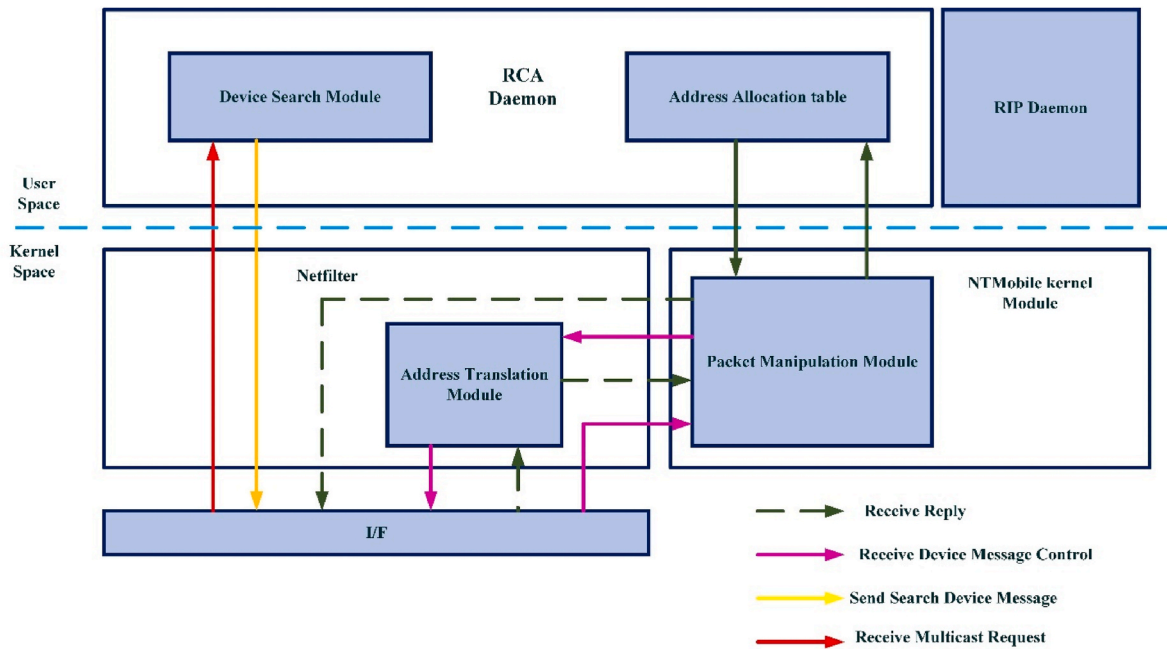 RCA
Daemon
Device Search Module
Address Allocation table
RIP Daemon
User
Space
Kernel
Space
Netfilter
NTMobile kernel
Module
Address Translation
Module
Packet Manipulation Module
I/F
Receive Reply
Receive Device Message Control
Send Search Device Message
Receive Multicast Request